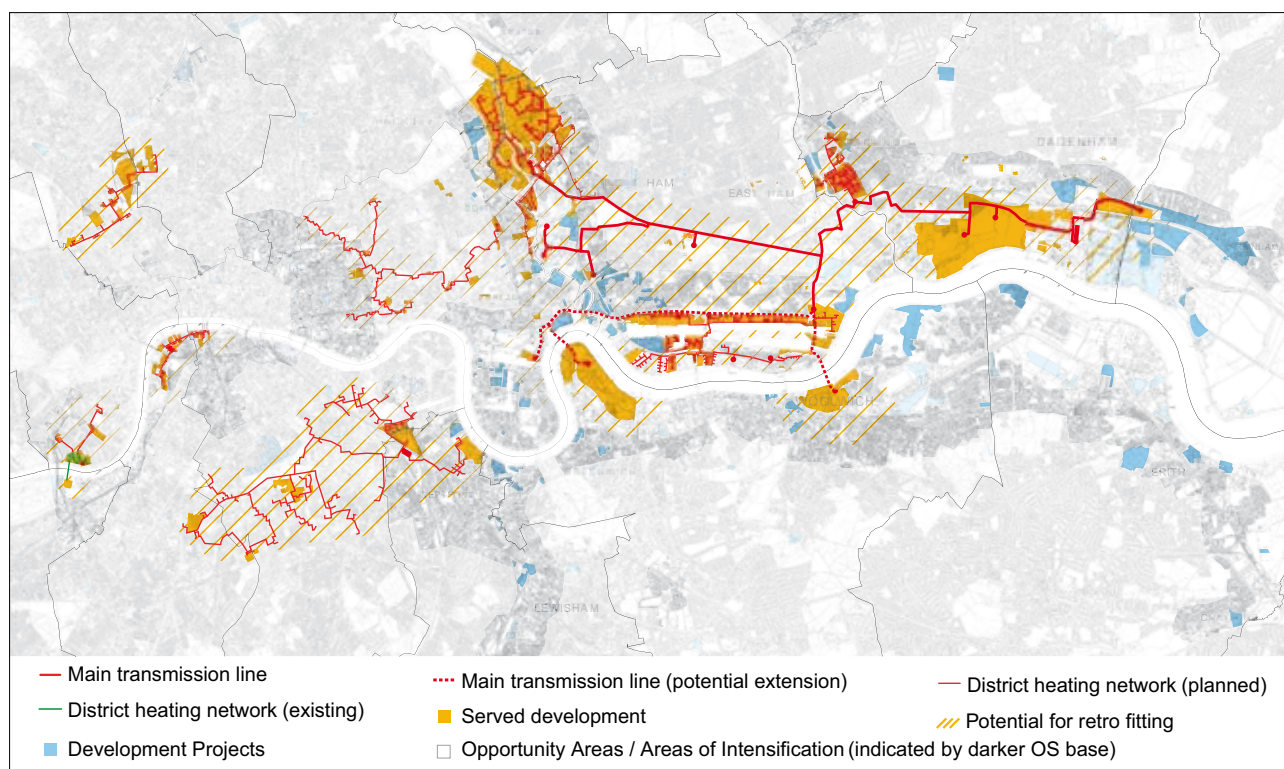 HAM
EAST HAM
DAGENHAM
WOOLWICH
ERITH
LEWISHAM
Main transmission line
Main transmission line (potential extension)
District heating network (planned)
District heating network (existing)
Served development
Potential for retro fitting
Development Projects
Opportunity Areas / Areas of Intensification (indicated by darker OS base)